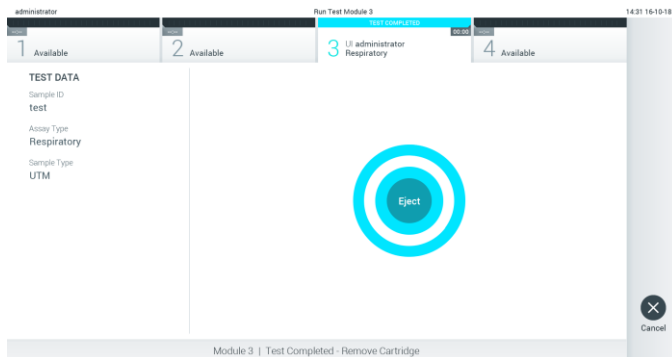 administrator
Run Test Module 3
14:31 16-10-18
TEST COMPLETED
--:--
1 Available
--:--
2 Available
00:00
3 UI administrator
Respiratory
--:--
4 Available
TEST DATA
Sample ID
test
Assay Type
Respiratory
Sample Type
UTM
Eject
Cancel
Module 3 | Test Completed - Remove Cartridge